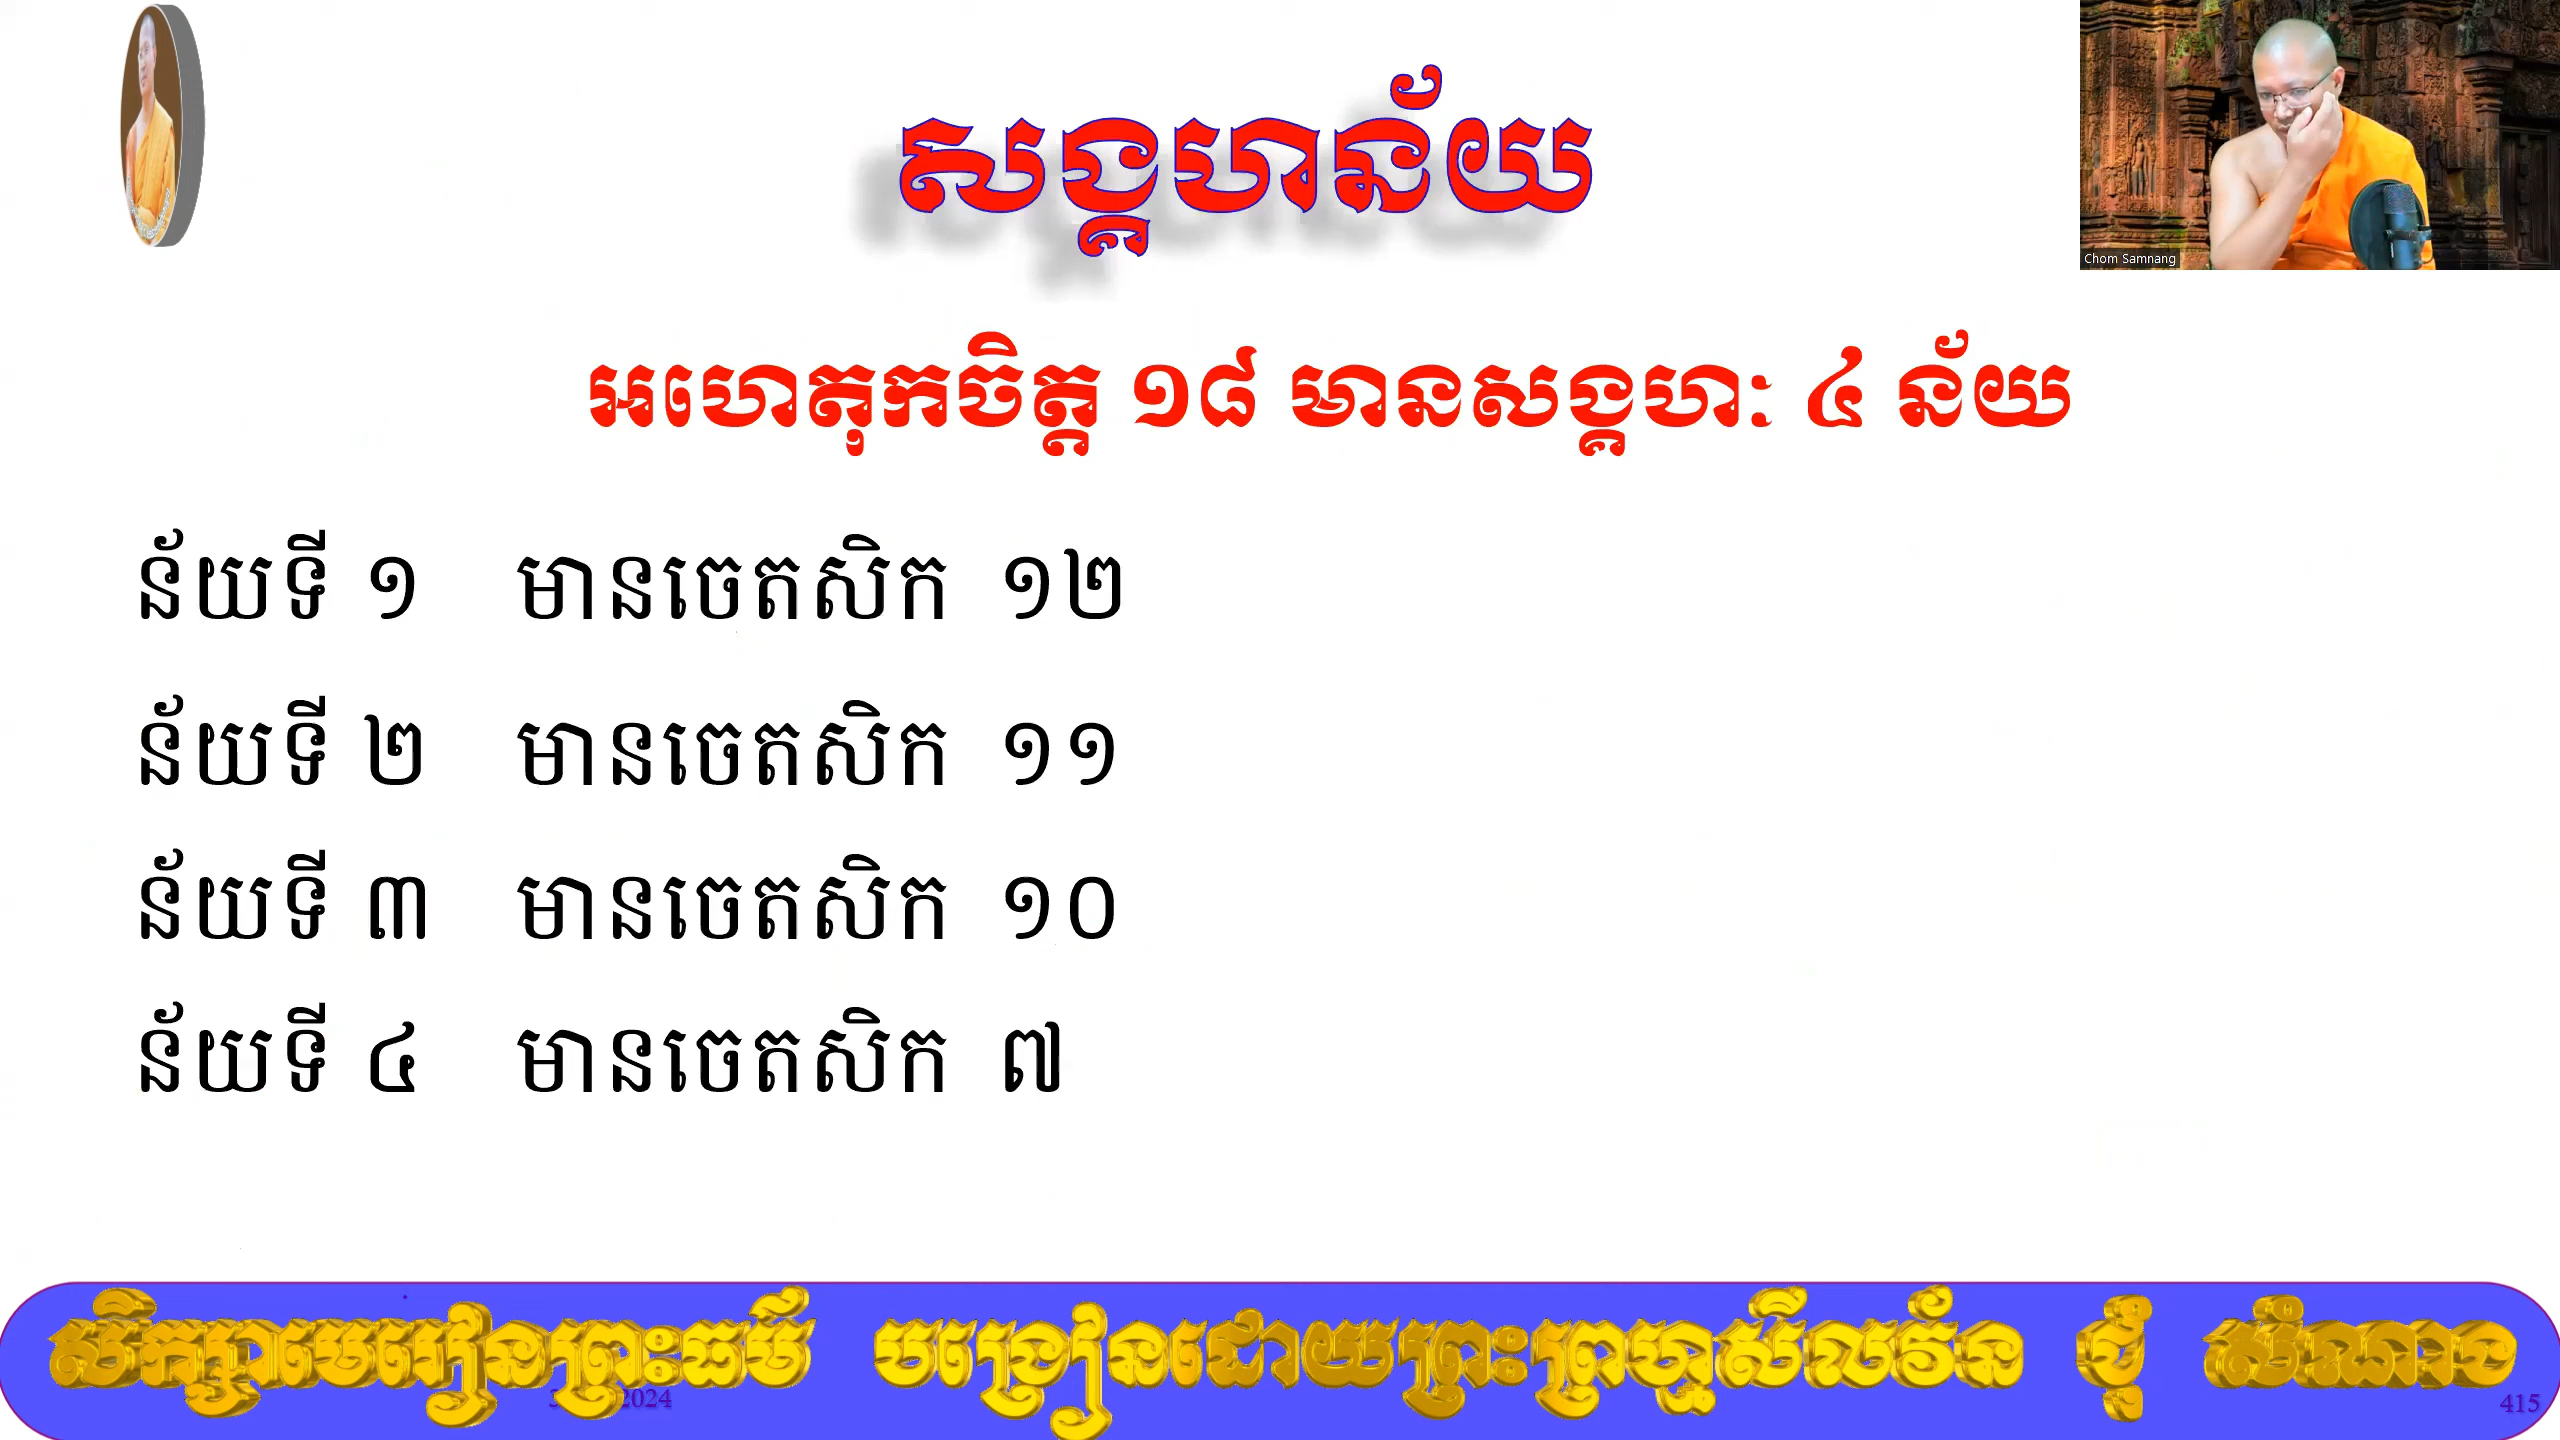 សង្គហន័យ
Chom Samnang
អហេតុកចិត្ត ១៨ មានសង្គហៈ ៤ ន័យ
ន័យទី ១ មានចេតសិក ១២
ន័យទី ២ មានចេតសិក ១១
ន័យទី ៣ មានចេតសិក ១០
ន័យទី ៤ មានចេតសិក ៧
សិក្សាមេរៀនព្រះធម៌ បង្រៀនដោយព្រះព្រហ្មសីលវ័ន ជុំ សំណាង
2024
415